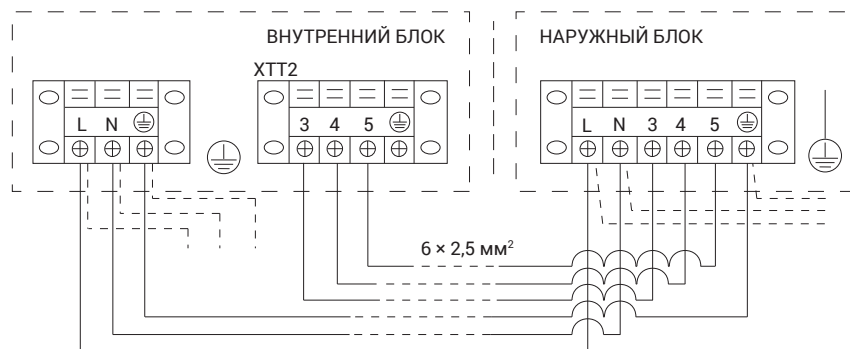 ВНУТРЕННИЙ БЛОК
НАРУЖНЫЙ БЛОК
XTT2
L N
3 4 5
L N 3 4 5
6 × 2,5 мм²